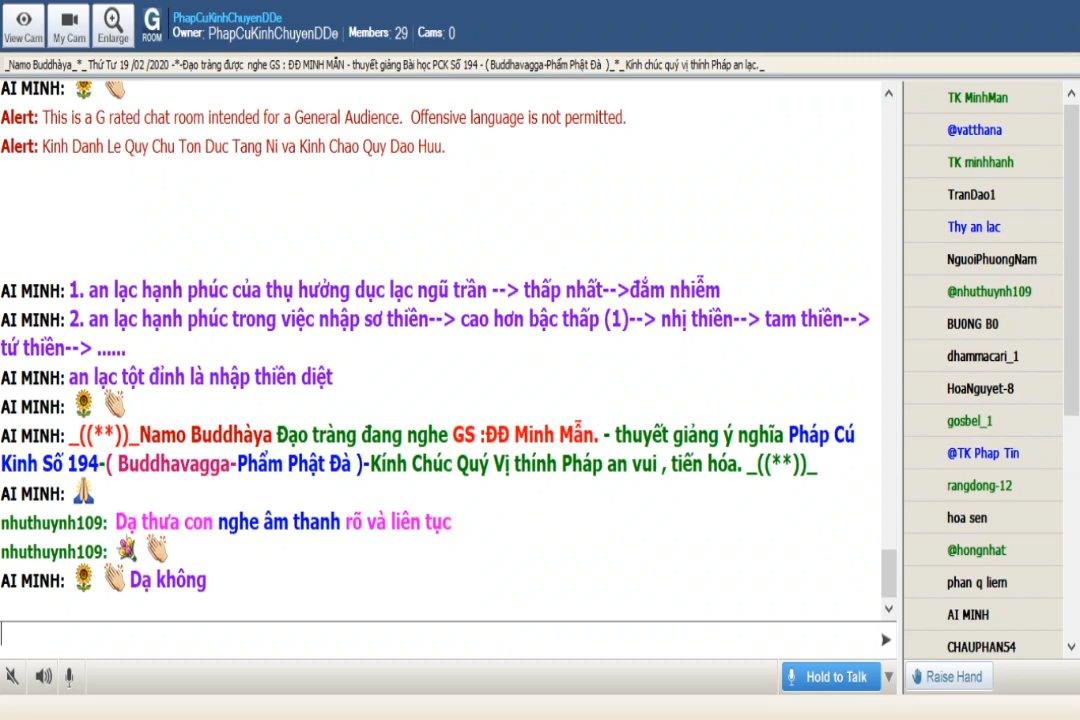 View Cam My Cam Enlarge G ROOM
PhapCuKinhChuyenDDe
Owner: PhapCuKinhChuyenDDe Members: 29 Cams: 0
_Namo Buddhàya_*_ Thứ Tư 19 /02 /2020 -*-Đạo tràng được nghe GS : ĐĐ MINH MẪN - thuyết giảng Bài học PCK Số 194 - ( Buddhavagga-Phẩm Phật Đà )_*_Kính chúc quý vị thính Pháp an lạc._
AI MINH:
Alert: This is a G rated chat room intended for a General Audience. Offensive language is not permitted.
Alert: Kinh Danh Le Quy Chu Ton Duc Tang Ni va Kinh Chao Quy Dao Huu.
AI MINH: 1. an lạc hạnh phúc của thụ hưởng dục lạc ngũ trần --> thấp nhất-->đắm nhiễm
AI MINH: 2. an lạc hạnh phúc trong việc nhập sơ thiền--> cao hơn bậc thấp (1)--> nhị thiền--> tam thiền-->
tứ thiền--> ......
AI MINH: an lạc tột đỉnh là nhập thiền diệt
AI MINH:
AI MINH: _((**))_Namo Buddhàya Đạo tràng đang nghe GS :ĐĐ Minh Mẫn. - thuyết giảng ý nghĩa Pháp Cú
Kinh Số 194-( Buddhavagga-Phẩm Phật Đà )-Kính Chúc Quý Vị thính Pháp an vui , tiến hóa. _((**))_
AI MINH:
nhuthuynh109: Dạ thưa con nghe âm thanh rõ và liên tục
nhuthuynh109:
AI MINH: Dạ không
TK MinhMan
@vatthana
TK minhhanh
TranDao1
Thy an lac
NguoiPhuongNam
@nhuthuynh109
BUONG BO
dhammacari_1
HoaNguyet-8
gosbel_1
@TK Phap Tin
rangdong-12
hoa sen
@hongnhat
phan q liem
AI MINH
CHAUPHAN54
Hold to Talk
Raise Hand